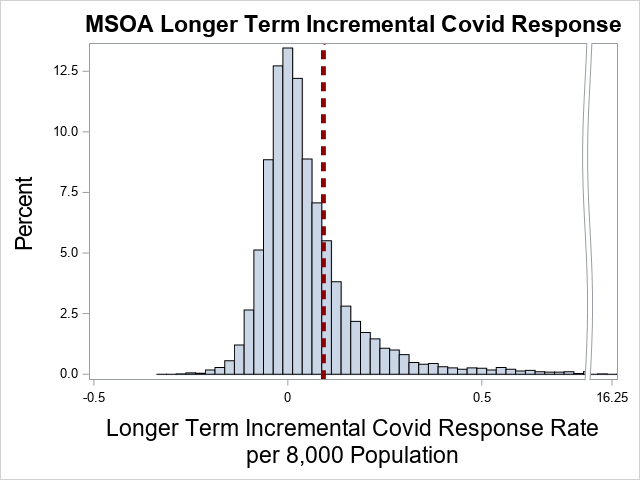 MSOA Longer Term Incremental Covid Response
Percent
12.5
10.0
7.5
5.0
2.5
0.0
-0.5
0
0.5
16.25
Longer Term Incremental Covid Response Rate
per 8,000 Population